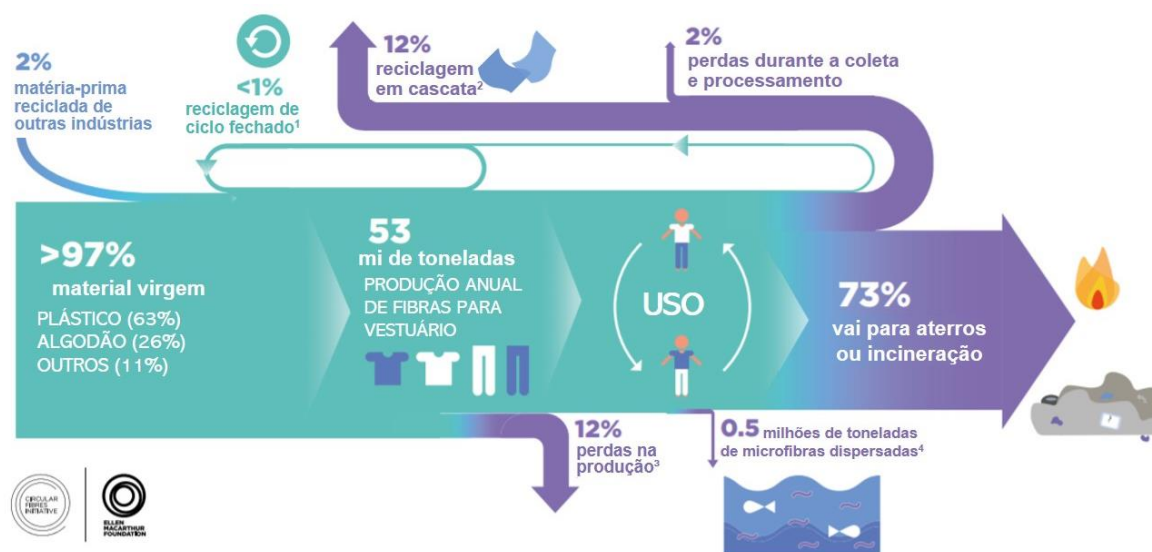 2%
matéria-prima
reciclada de
outras indústrias
<1%
reciclagem de
ciclo fechado¹
12%
reciclagem
em cascata²
2%
perdas durante a coleta
e processamento
>97%
material virgem
PLÁSTICO (63%)
ALGODÃO (26%)
OUTROS (11%)
53
mi de toneladas
PRODUÇÃO ANUAL
DE FIBRAS PARA
VESTUÁRIO
USO
73%
vai para aterros
ou incineração
12%
perdas na
produção³
0.5 milhões de toneladas
de microfibras dispersadas⁴
CIRCULAR
FIBRES
INITIATIVE
ELLEN
MACARTHUR
FOUNDATION